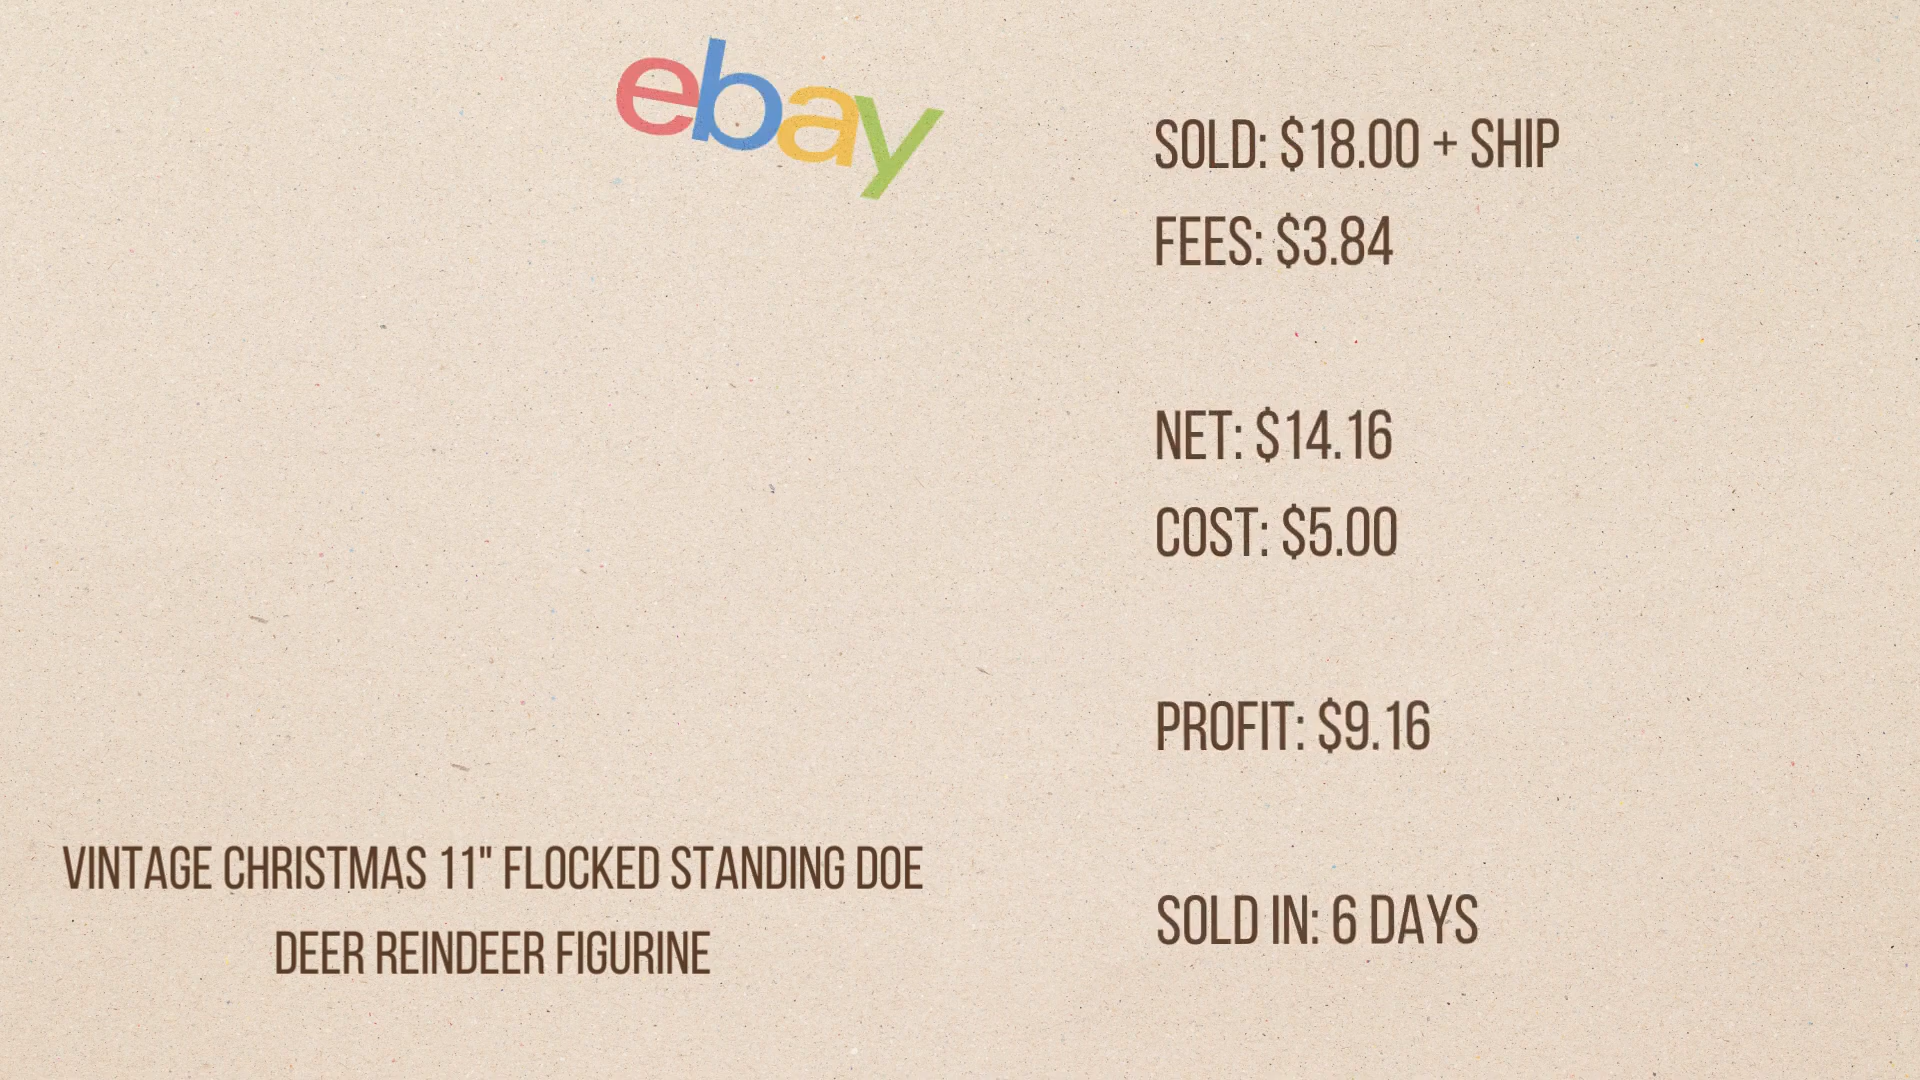 ebay
VINTAGE CHRISTMAS 11" FLOCKED STANDING DOE
DEER REINDEER FIGURINE
SOLD: $18.00 + SHIP
FEES: $3.84
NET: $14.16
COST: $5.00
PROFIT: $9.16
SOLD IN: 6 DAYS